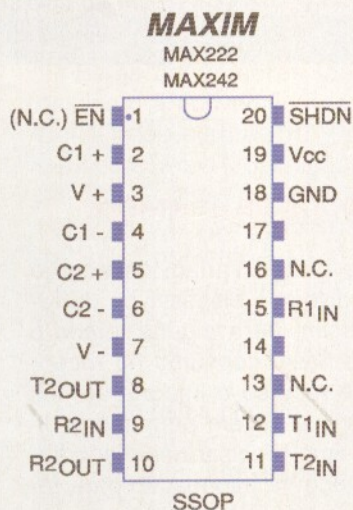 MAXIM
MAX222
MAX242
(N.C.) EN 1 20 SHDN
C1 + 2 19 Vcc
V + 3 18 GND
C1 - 4 17
C2 + 5 16 N.C.
C2 - 6 15 R1IN
V - 7 14
T2OUT 8 13 N.C.
R2IN 9 12 T1IN
R2OUT 10 11 T2IN
SSOP